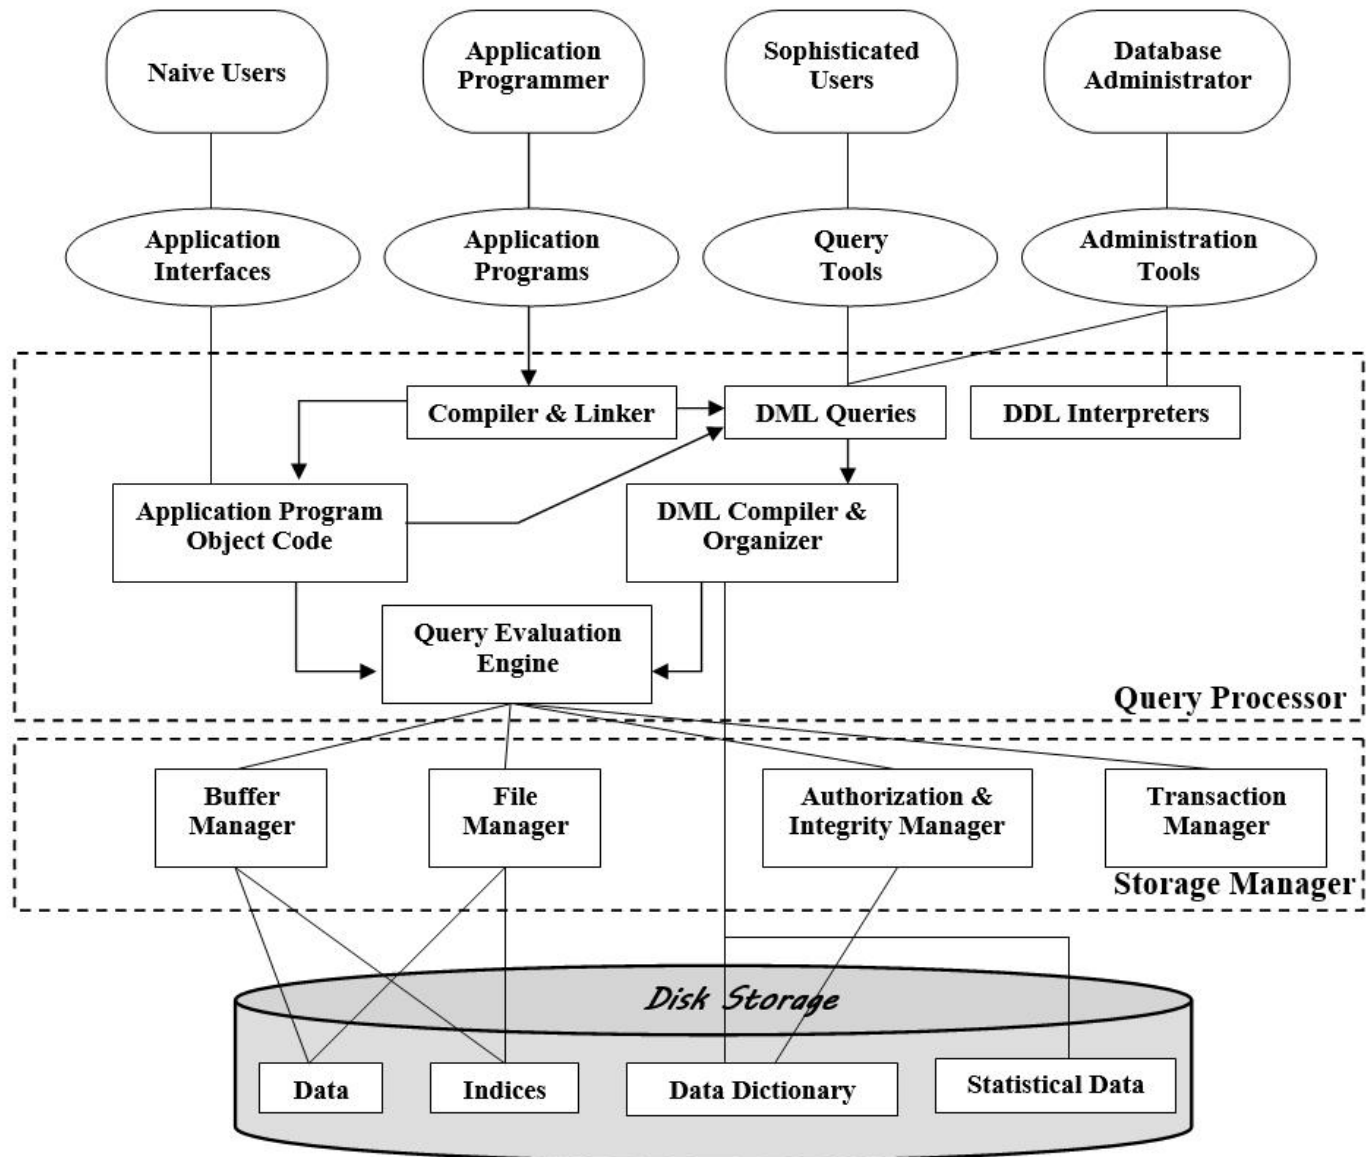 Naive Users
Application
Programmer
Sophisticated
Users
Database
Administrator
Application
Interfaces
Application
Programs
Query
Tools
Administration
Tools
Compiler & Linker
DML Queries
DDL Interpreters
Application Program
Object Code
DML Compiler &
Organizer
Query Evaluation
Engine
Query Processor
Buffer
Manager
File
Manager
Authorization &
Integrity Manager
Transaction
Manager
Storage Manager
Disk Storage
Data
Indices
Data Dictionary
Statistical Data